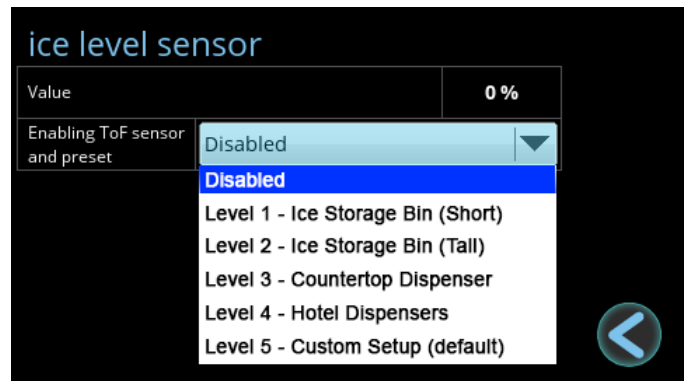 ice level sensor
Value
0 %
Enabling ToF sensor
and preset
Disabled
Disabled
Level 1 - Ice Storage Bin (Short)
Level 2 - Ice Storage Bin (Tall)
Level 3 - Countertop Dispenser
Level 4 - Hotel Dispensers
Level 5 - Custom Setup (default)